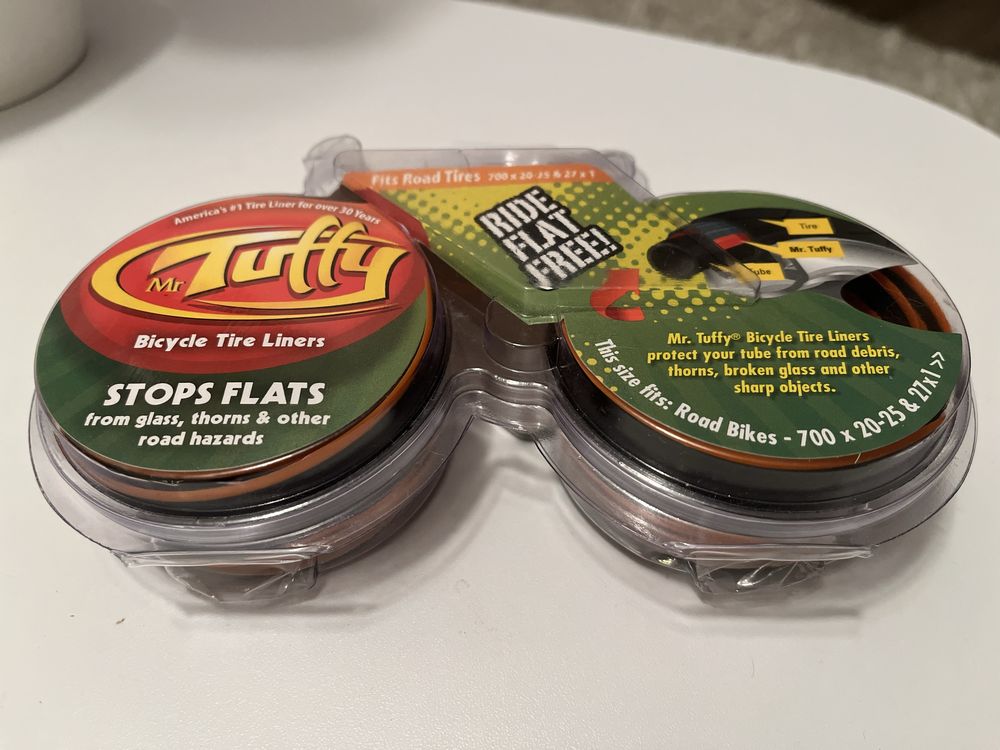 America's #1 Tire Liner for over 30 Years
Mr Tuffy
Bicycle Tire Liners
STOPS FLATS
from glass, thorns & other
road hazards
Fits Road Tires 700 x 20-25 & 27 x 1
RIDE
FLAT
FREE!
Tire
Mr. Tuffy
Tube
Mr. Tuffy® Bicycle Tire Liners
protect your tube from road debris,
thorns, broken glass and other
sharp objects.
This size fits: Road Bikes - 700 x 20-25 & 27x1 >>